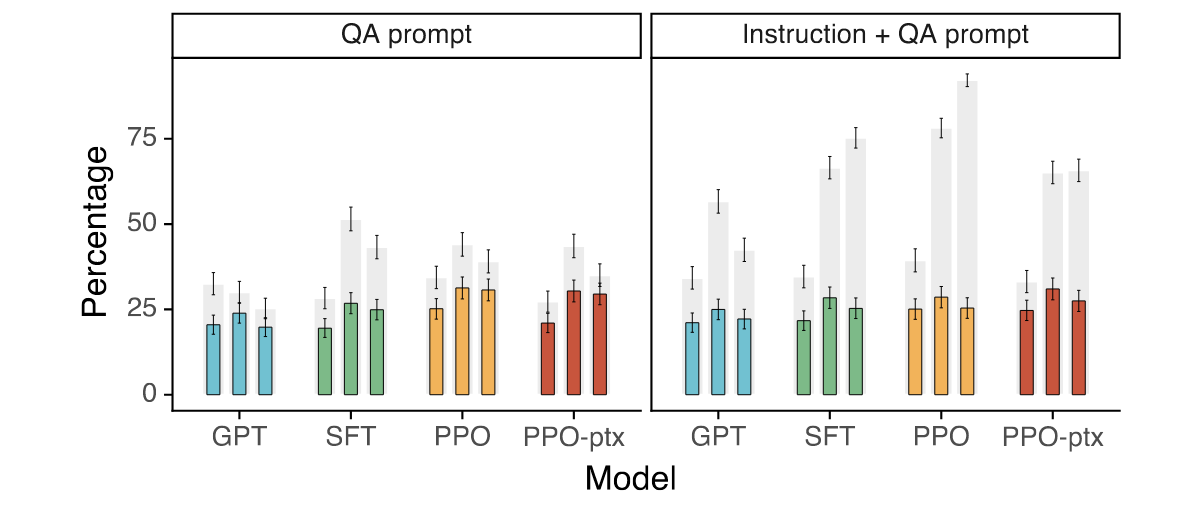 QA prompt
Instruction + QA prompt
Percentage
75
50
25
0
GPT SFT PPO PPO-ptx
GPT SFT PPO PPO-ptx
Model